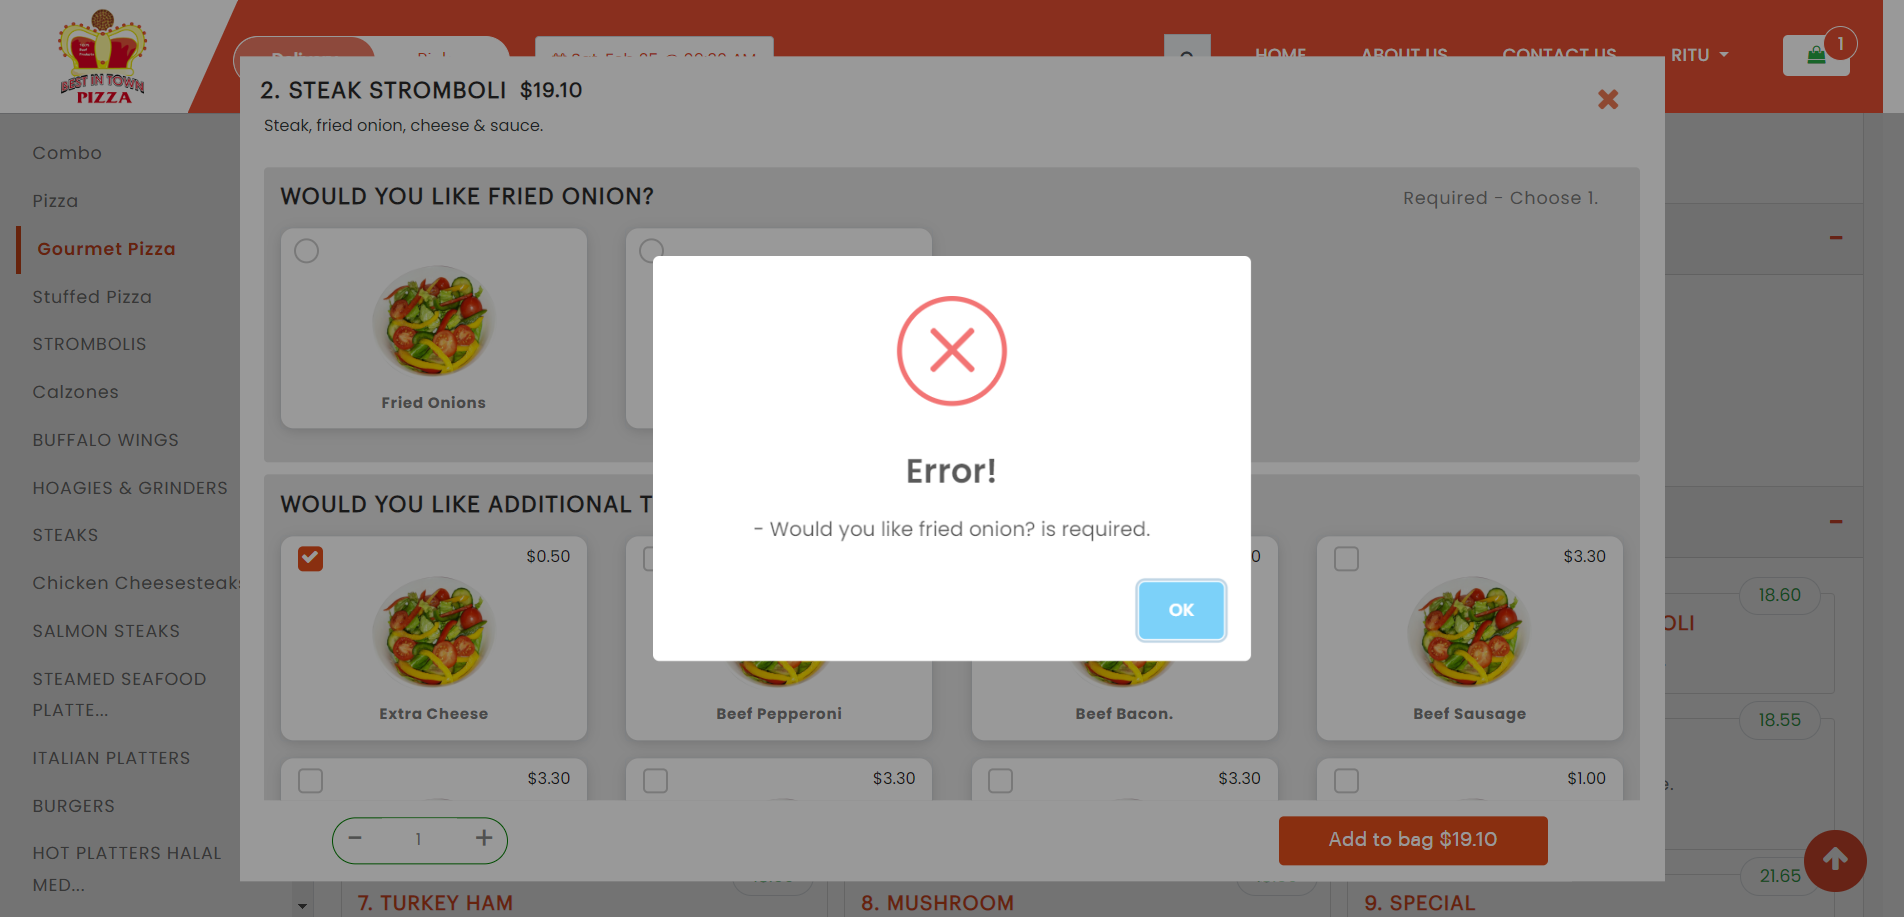 BEST IN TOWN
PIZZA
HOME
ABOUT US
CONTACT US
RITU
1
2. STEAK STROMBOLI $19.10
Steak, fried onion, cheese & sauce.
Combo
Pizza
Gourmet Pizza
Stuffed Pizza
STROMBOLIS
Calzones
BUFFALO WINGS
HOAGIES & GRINDERS
STEAKS
Chicken Cheesesteaks
SALMON STEAKS
STEAMED SEAFOOD
PLATTE...
ITALIAN PLATTERS
BURGERS
HOT PLATTERS HALAL
MED...
WOULD YOU LIKE FRIED ONION?
Required - Choose 1.
Fried Onions
WOULD YOU LIKE ADDITIONAL T
$0.50
0
$3.30
Extra Cheese
Beef Pepperoni
Beef Bacon.
Beef Sausage
$3.30
$3.30
$3.30
$1.00
Error!
- Would you like fried onion? is required.
OK
1
Add to bag $19.10
18.60
OLI
18.55
e.
21.65
7. TURKEY HAM
8. MUSHROOM
9. SPECIAL